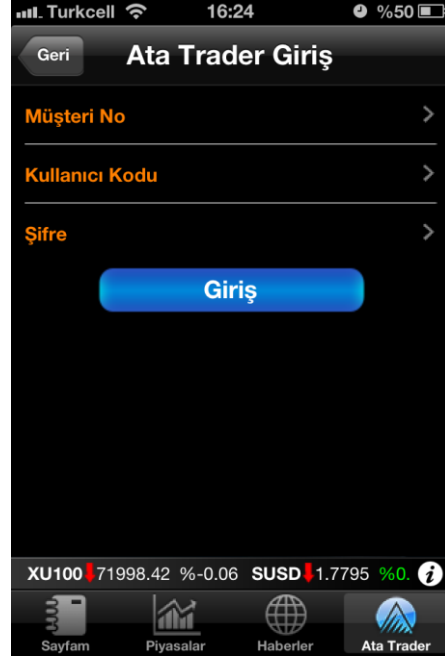 Turkcell 16:24 %50
Geri Ata Trader Giriş
Müşteri No
Kullanıcı Kodu
Şifre
Giriş
XU100 71998.42 %-0.06 SUSD 1.7795 %0.
Sayfam Piyasalar Haberler Ata Trader